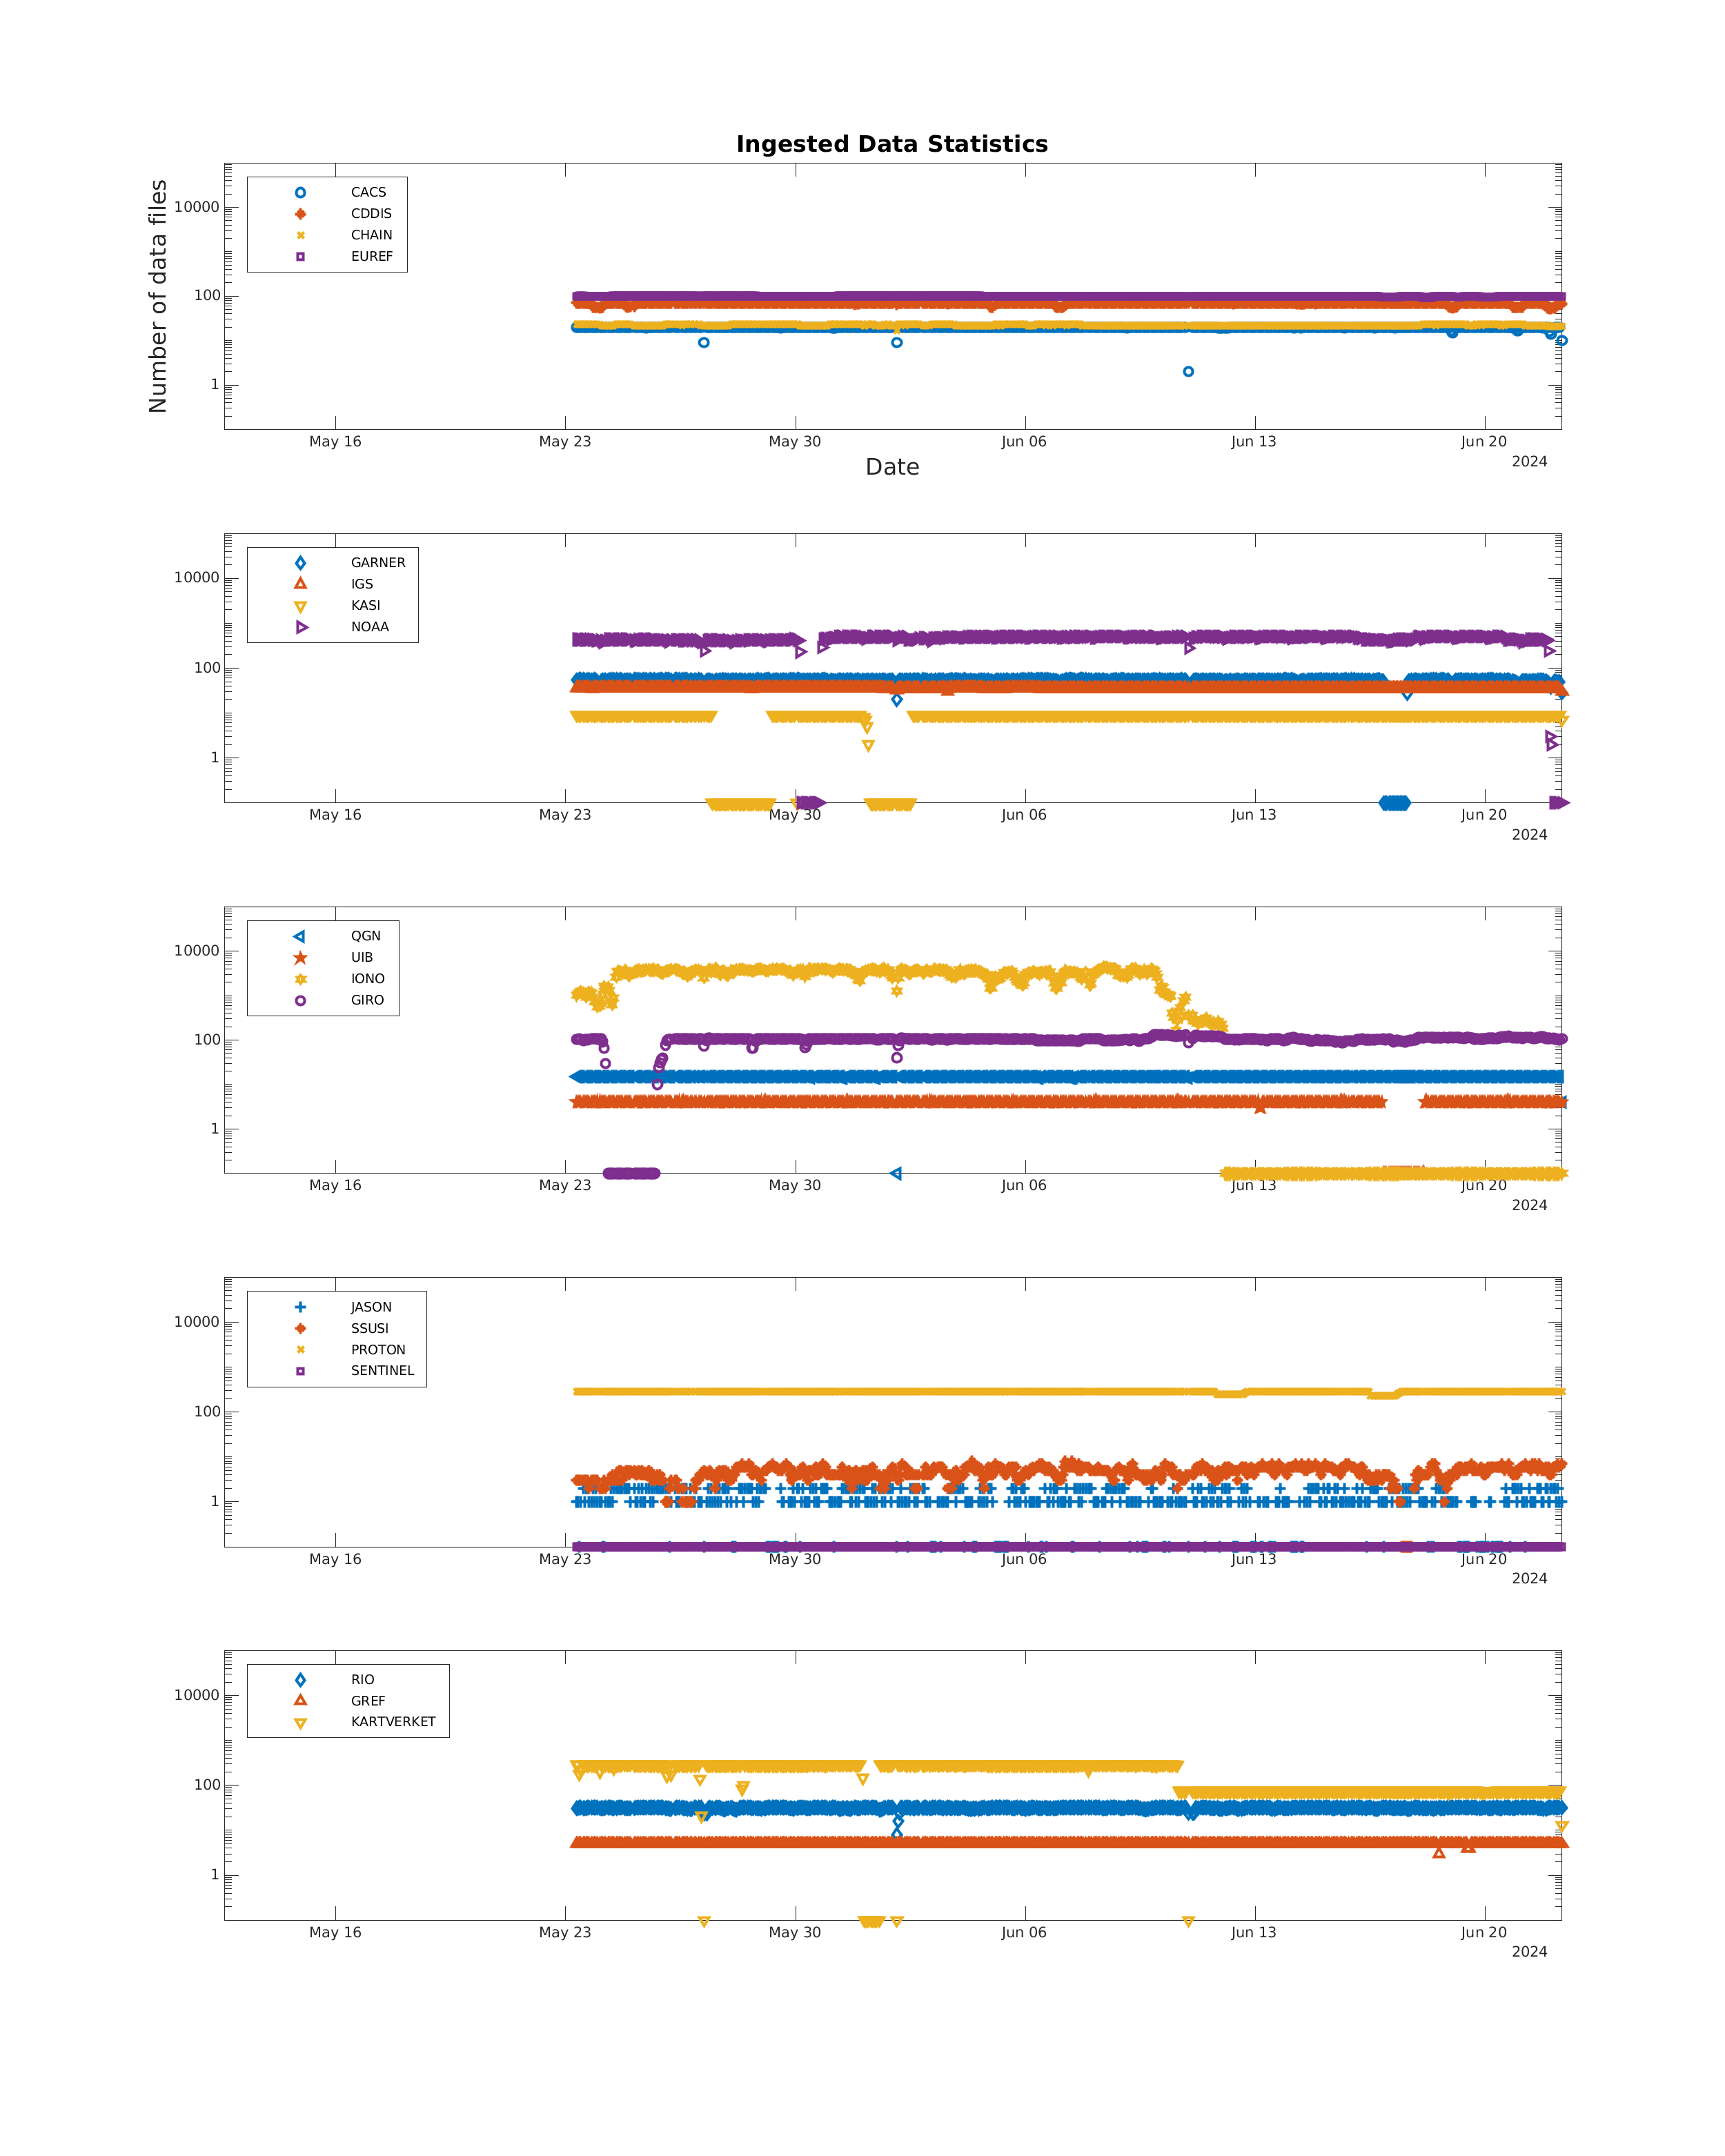 Ingested Data Statistics
Number of data files
10000
100
1
CACS
CDDIS
CHAIN
EUREF
May 16 May 23 May 30 Jun 06 Jun 13 Jun 20
2024
Date
10000
100
1
GARNER
IGS
KASI
NOAA
May 16 May 23 May 30 Jun 06 Jun 13 Jun 20
2024
10000
100
1
QGN
UIB
IONO
GIRO
May 16 May 23 May 30 Jun 06 Jun 13 Jun 20
2024
10000
100
1
JASON
SSUSI
PROTON
SENTINEL
May 16 May 23 May 30 Jun 06 Jun 13 Jun 20
2024
10000
100
1
RIO
GREF
KARTVERKET
May 16 May 23 May 30 Jun 06 Jun 13 Jun 20
2024